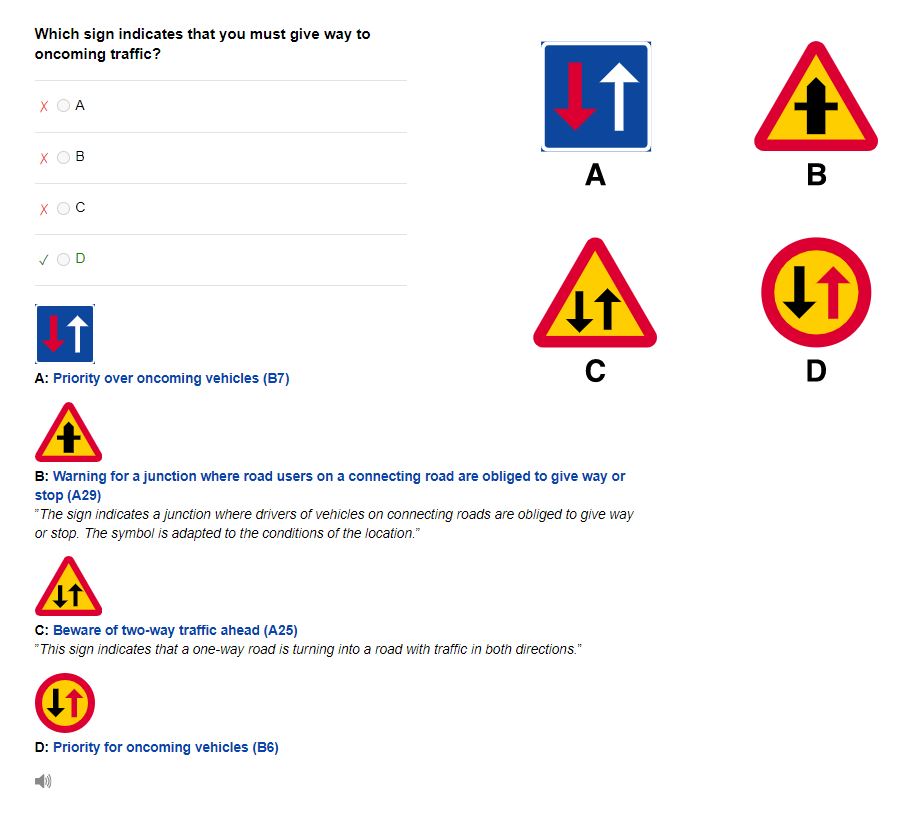 Which sign indicates that you must give way to
oncoming traffic?
A
B
C
D
A
B
C
D
A: Priority over oncoming vehicles (B7)
B: Warning for a junction where road users on a connecting road are obliged to give way or
stop (A29)
"The sign indicates a junction where drivers of vehicles on connecting roads are obliged to give way
or stop. The symbol is adapted to the conditions of the location."
C: Beware of two-way traffic ahead (A25)
"This sign indicates that a one-way road is turning into a road with traffic in both directions."
D: Priority for oncoming vehicles (B6)